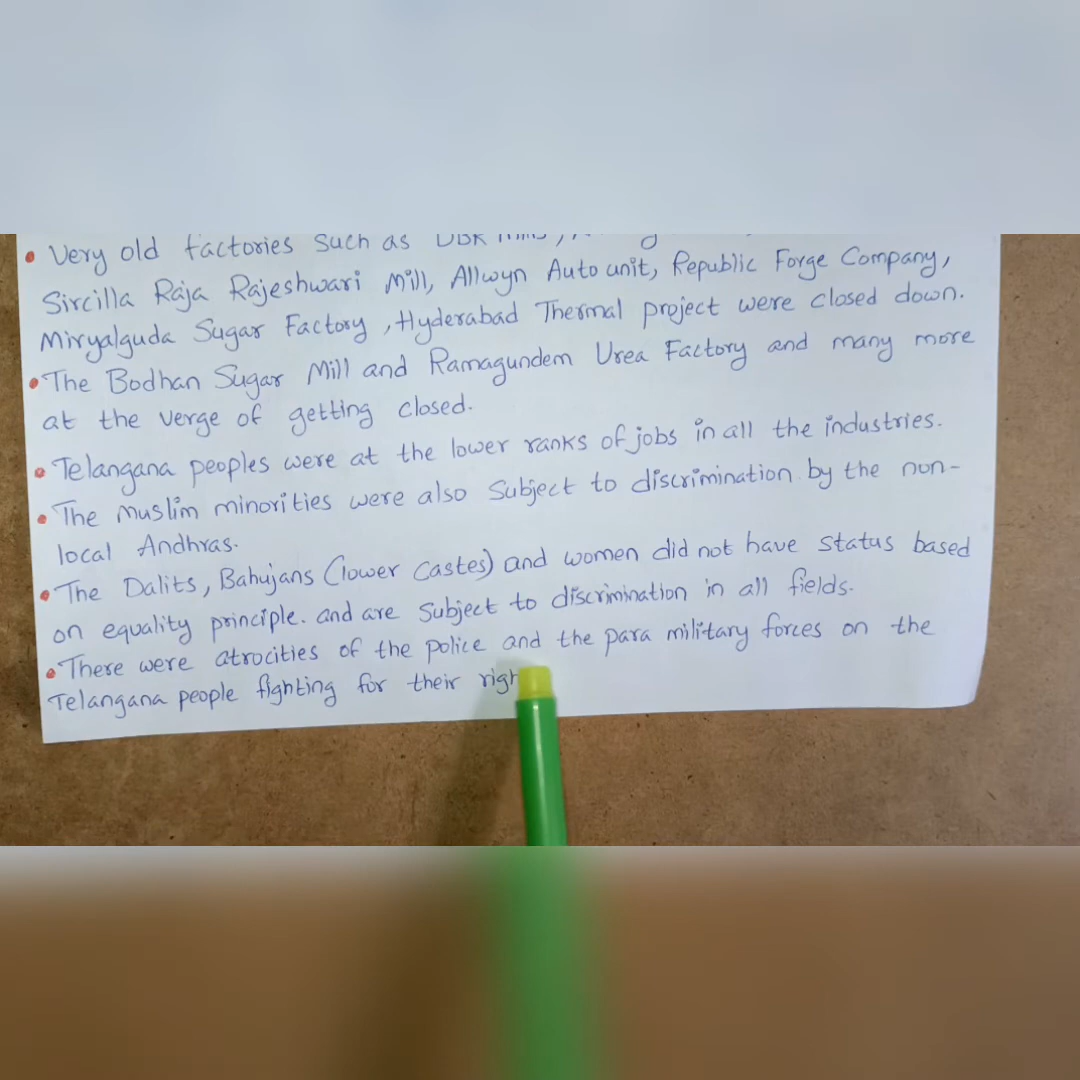 • Very old factories such as DBR
Sircilla Raja Rajeshwari Mill, Allwyn Auto unit, Republic Forge Company,
Miryalguda Sugar Factory, Hyderabad Thermal project were closed down.
• The Bodhan Sugar Mill and Ramagundem Urea Factory and many more
at the verge of getting closed.
• Telangana peoples were at the lower ranks of jobs in all the industries.
• The muslim minorities were also subject to discrimination by the non-
local Andhras.
• The Dalits, Bahujans (lower castes) and women did not have status based
on equality principle. and are subject to discrimination in all fields.
• There were atrocities of the police and the para military forces on the
Telangana people fighting for their righ